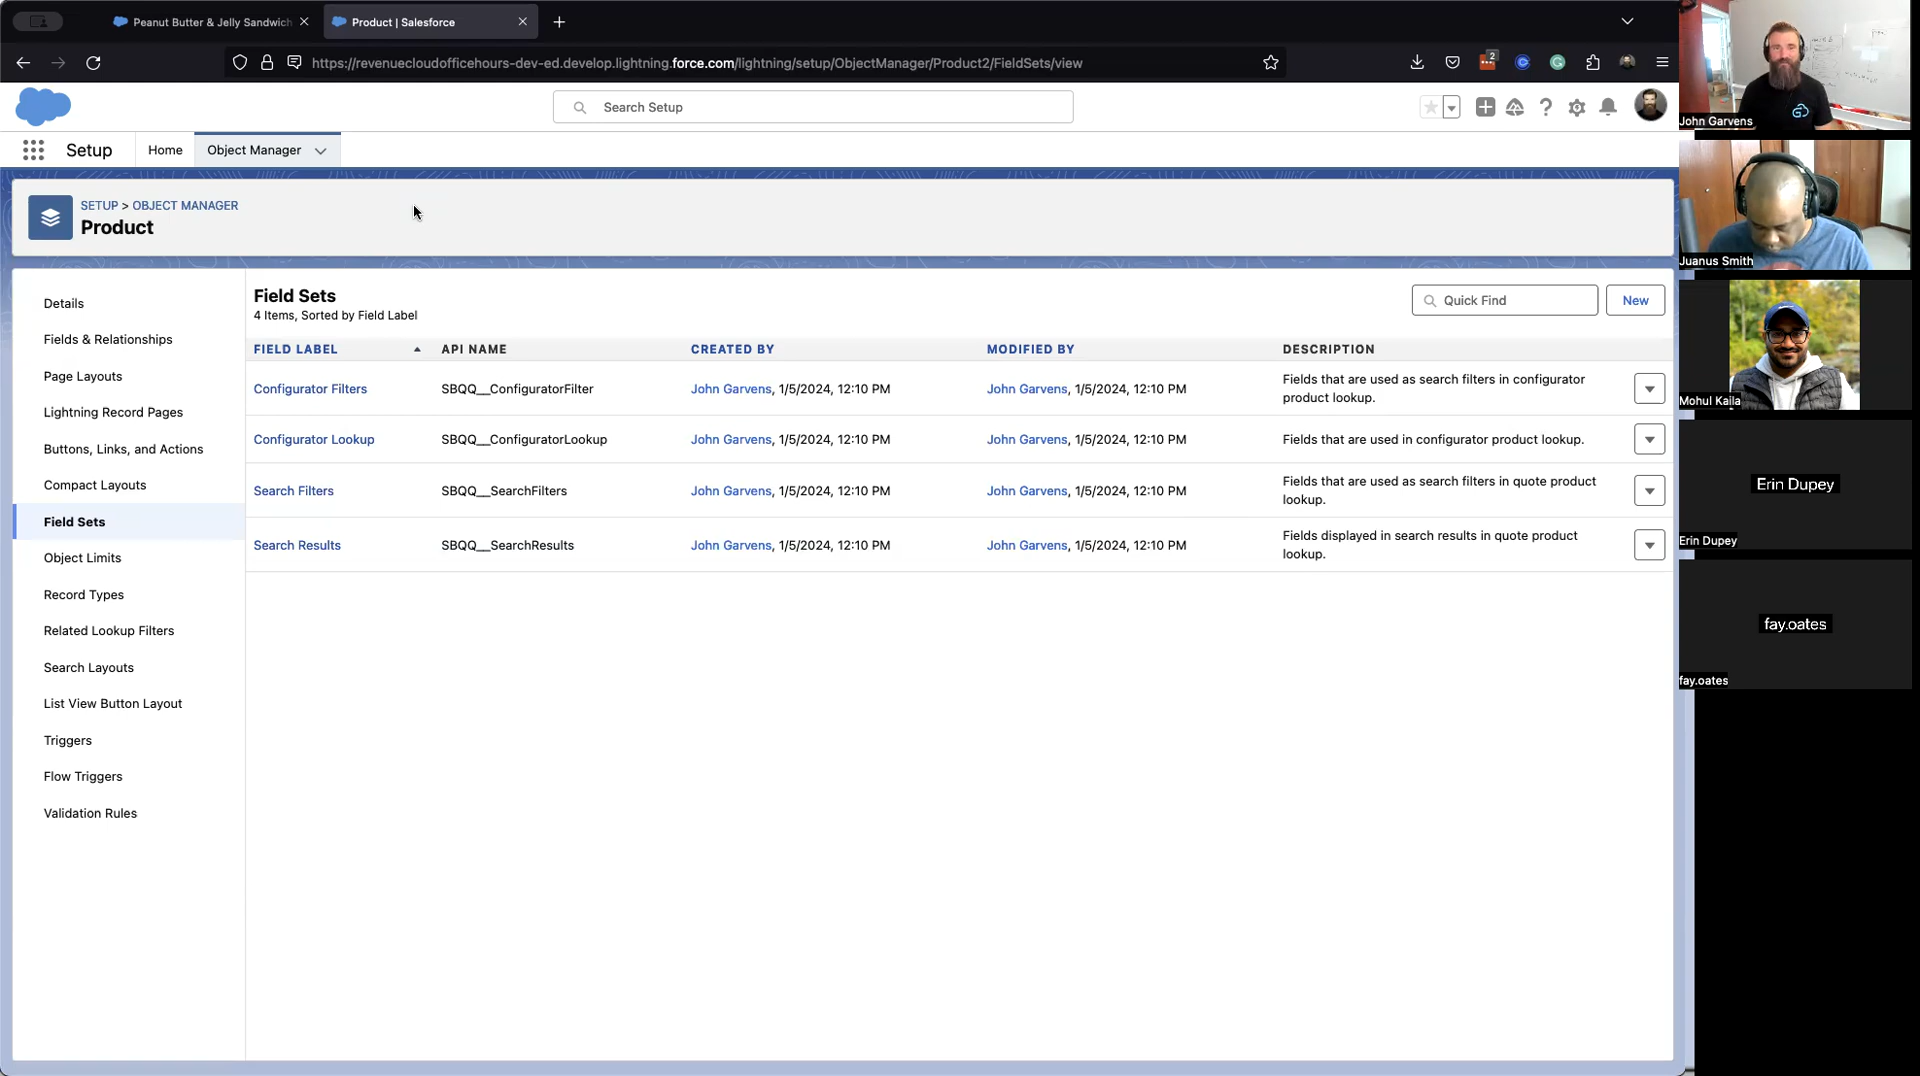 Peanut Butter & Jelly Sandwich
Product | Salesforce
https://revenuecloudofficehours-dev-ed.develop.lightning.force.com/lightning/setup/ObjectManager/Product2/FieldSets/view
2
Search Setup
Setup
Home
Object Manager
SETUP > OBJECT MANAGER
Product
Details
Fields & Relationships
Page Layouts
Lightning Record Pages
Buttons, Links, and Actions
Compact Layouts
Field Sets
Object Limits
Record Types
Related Lookup Filters
Search Layouts
List View Button Layout
Triggers
Flow Triggers
Validation Rules
Field Sets
4 Items, Sorted by Field Label
Quick Find
New
FIELD LABEL API NAME CREATED BY MODIFIED BY DESCRIPTION
Configurator Filters SBQQ__ConfiguratorFilter John Garvens, 1/5/2024, 12:10 PM John Garvens, 1/5/2024, 12:10 PM Fields that are used as search filters in configurator
product lookup.
Configurator Lookup SBQQ__ConfiguratorLookup John Garvens, 1/5/2024, 12:10 PM John Garvens, 1/5/2024, 12:10 PM Fields that are used in configurator product lookup.
Search Filters SBQQ__SearchFilters John Garvens, 1/5/2024, 12:10 PM John Garvens, 1/5/2024, 12:10 PM Fields that are used as search filters in quote product
lookup.
Search Results SBQQ__SearchResults John Garvens, 1/5/2024, 12:10 PM John Garvens, 1/5/2024, 12:10 PM Fields displayed in search results in quote product
lookup.
John Garvens
Juanus Smith
Mohul Kaila
Erin Dupey
Erin Dupey
fay.oates
fay.oates